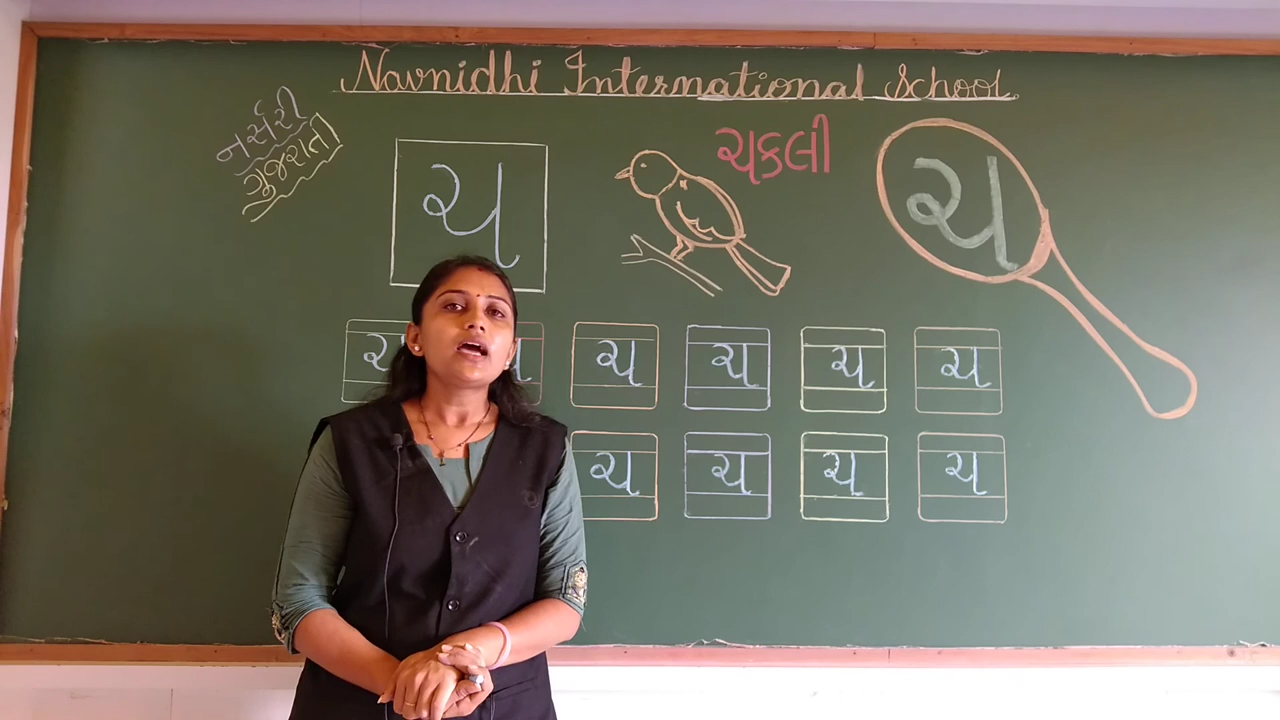 Navnidhi International School
નર્સરી
ગુજરાતી
ચ
ચકલી
ચ
ચ ચ ચ ચ ચ ચ
ચ ચ ચ ચ